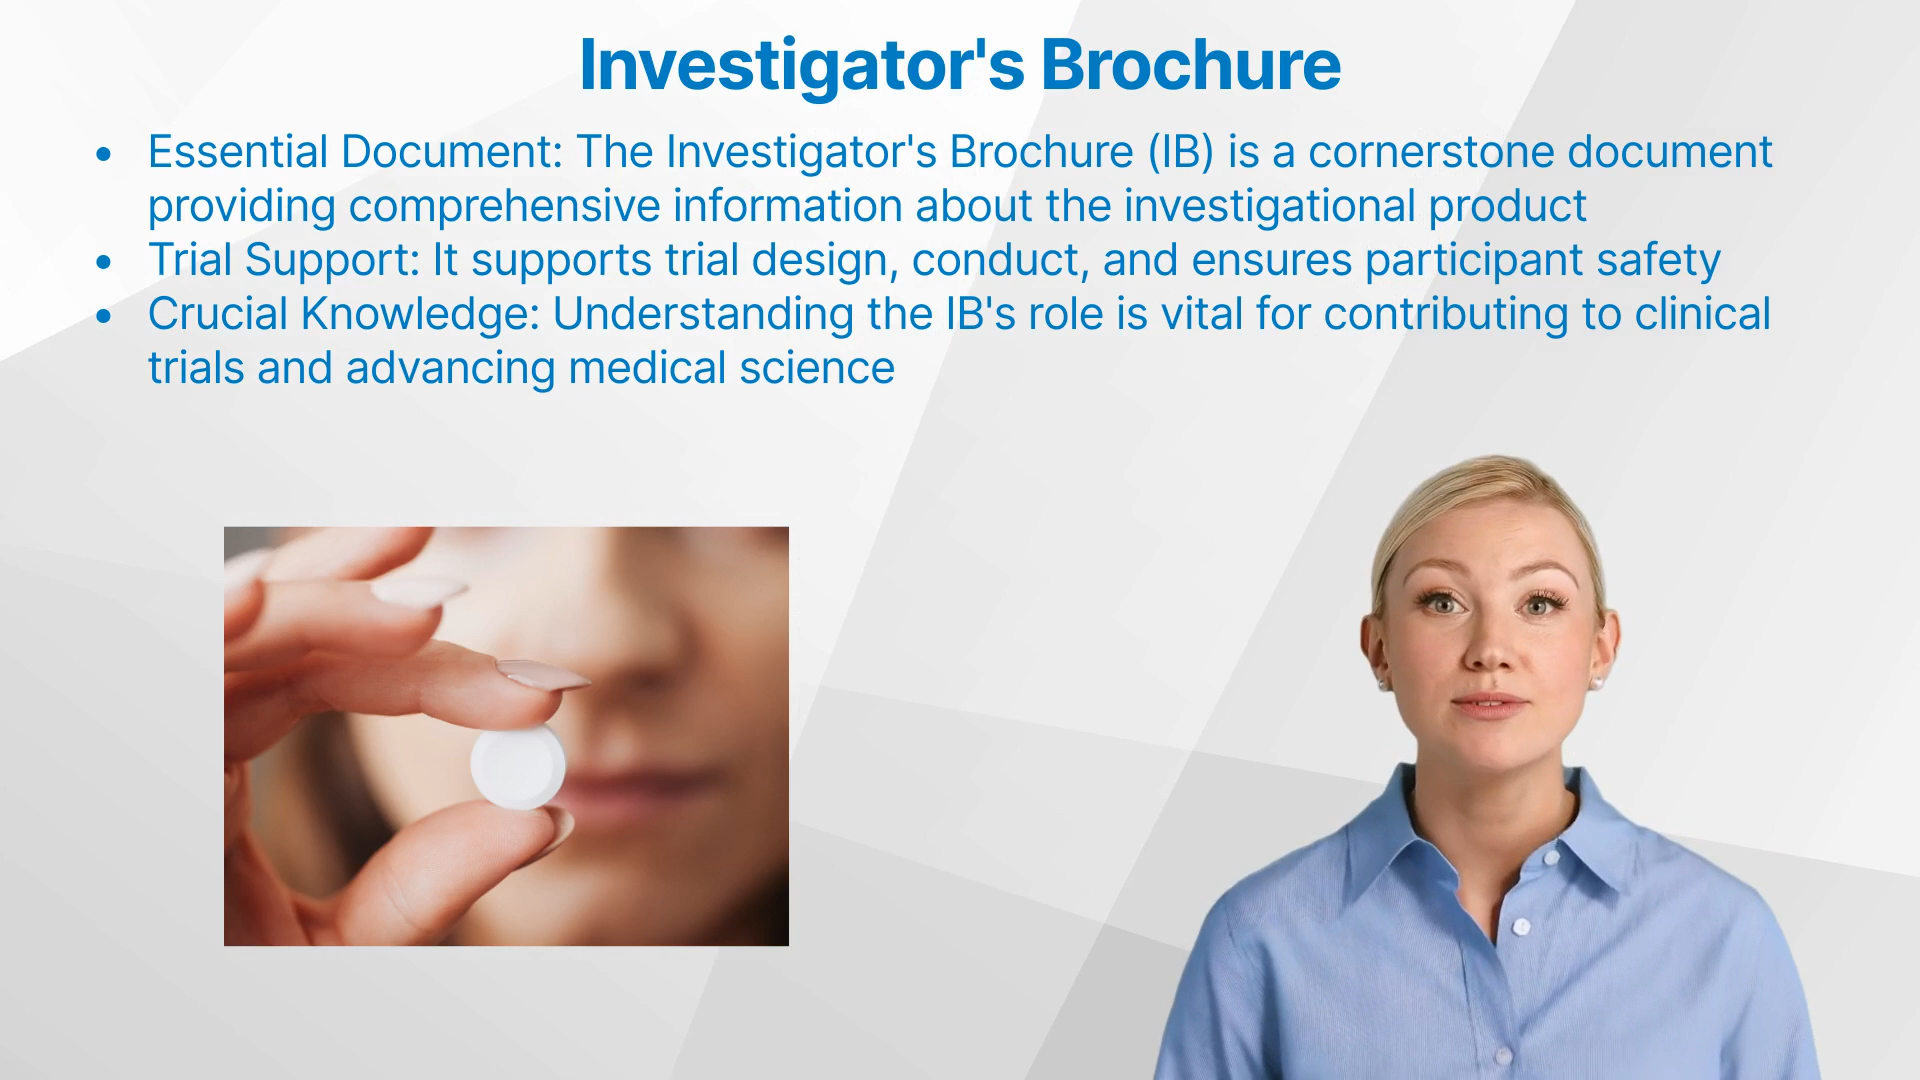 Investigator's Brochure
• Essential Document: The Investigator's Brochure (IB) is a cornerstone document
providing comprehensive information about the investigational product
• Trial Support: It supports trial design, conduct, and ensures participant safety
• Crucial Knowledge: Understanding the IB's role is vital for contributing to clinical
trials and advancing medical science